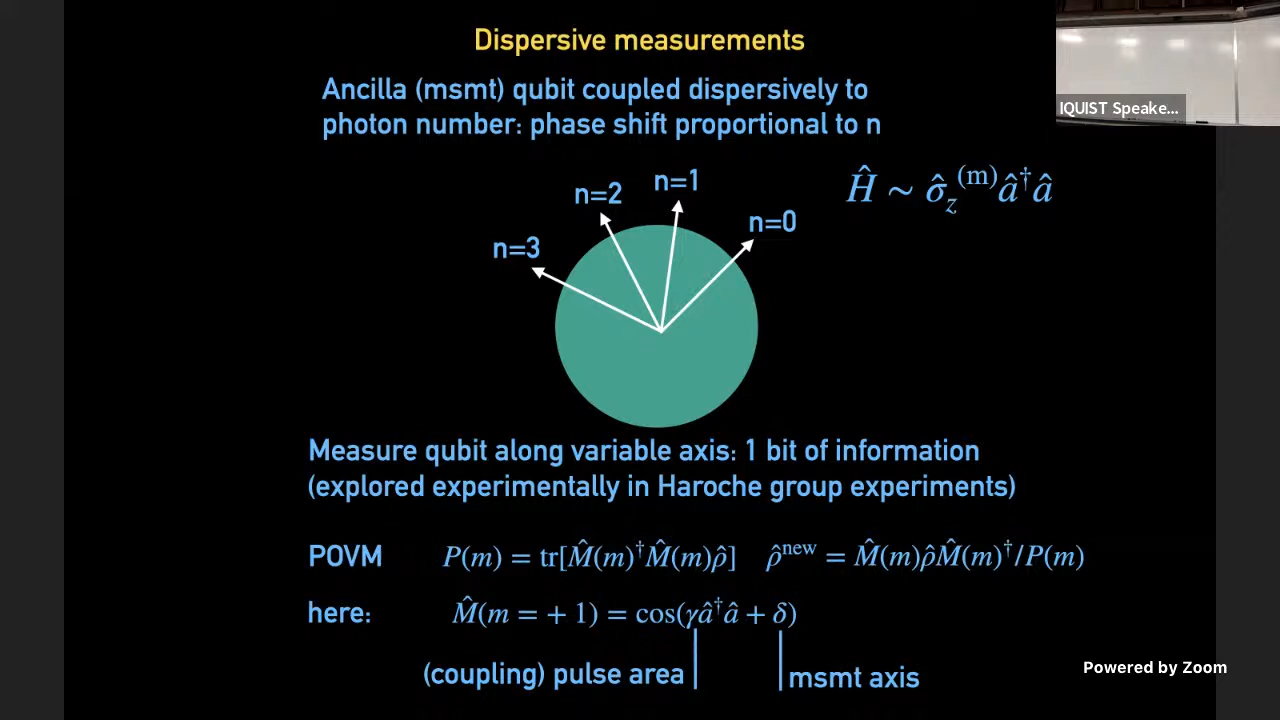 Dispersive measurements
IQUIST Speake...
Ancilla (msmt) qubit coupled dispersively to
photon number: phase shift proportional to n
n=3
n=2
n=1
n=0
Ĥ ∼ σ̂_z^(m) â†â
Measure qubit along variable axis: 1 bit of information
(explored experimentally in Haroche group experiments)
POVM P(m) = tr[M̂(m)†M̂(m)ρ̂] ρ̂^new = M̂(m)ρ̂M̂(m)†/P(m)
here: M̂(m = + 1) = cos(γâ†â + δ)
(coupling) pulse area
msmt axis
Powered by Zoom